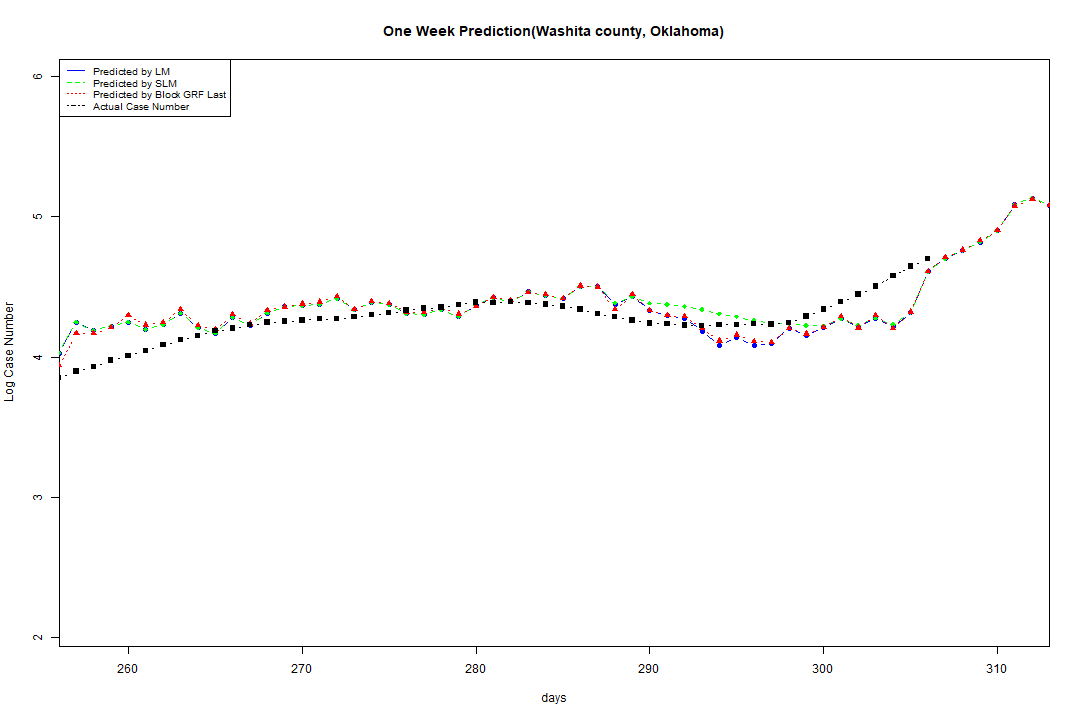 One Week Prediction(Washita county, Oklahoma)
Predicted by LM
Predicted by SLM
Predicted by Block GRF Last
Actual Case Number
6
5
4
3
2
Log Case Number
260 270 280 290 300 310
days